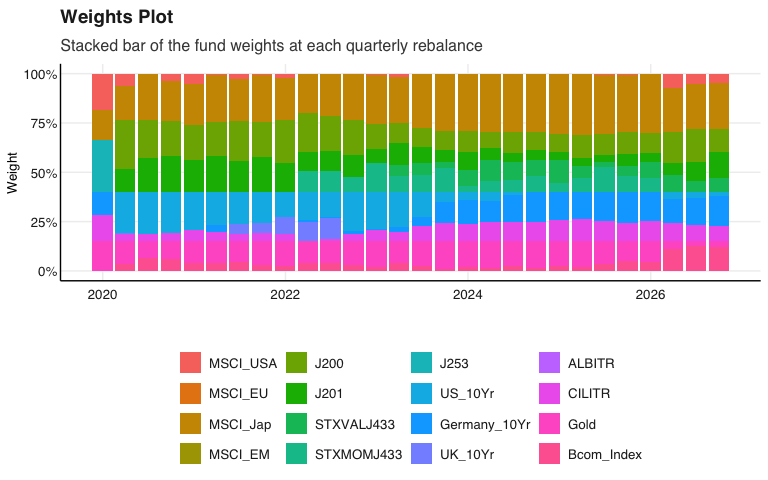 Weights Plot
Stacked bar of the fund weights at each quarterly rebalance
100%
75%
50%
25%
0%
Weight
2020 2022 2024 2026
MSCI_USA J200 J253 ALBITR
MSCI_EU J201 US_10Yr CILITR
MSCI_Jap STXVALJ433 Germany_10Yr Gold
MSCI_EM STXMOMJ433 UK_10Yr Bcom_Index